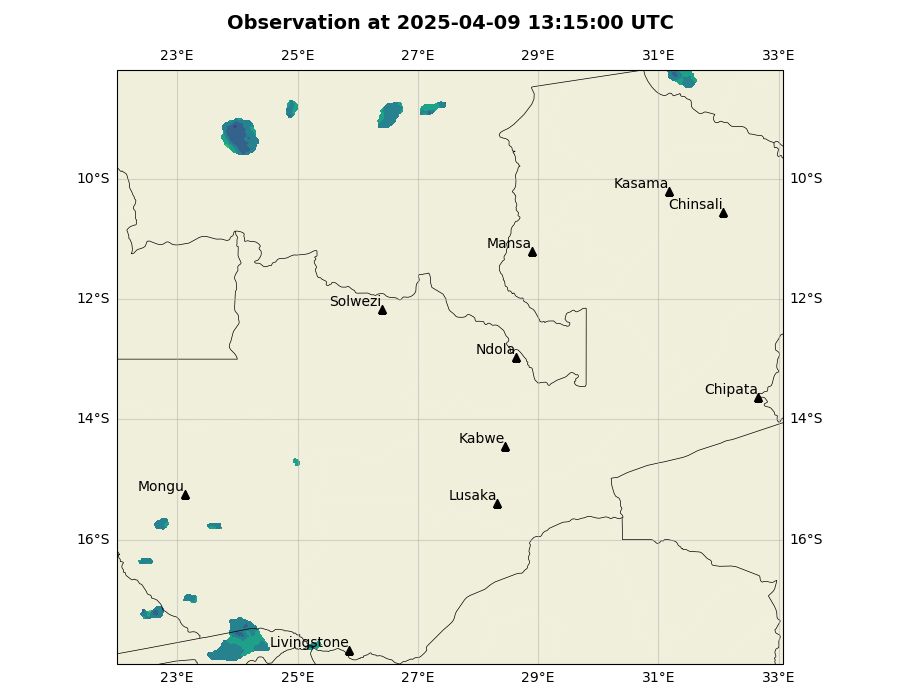 Observation at 2025-04-09 13:15:00 UTC
23°E 25°E 27°E 29°E 31°E 33°E
10°S 10°S
Kasama
Chinsali
Mansa
12°S 12°S
Solwezi
Ndola
Chipata
14°S 14°S
Kabwe
Mongu
Lusaka
16°S 16°S
Livingstone
23°E 25°E 27°E 29°E 31°E 33°E